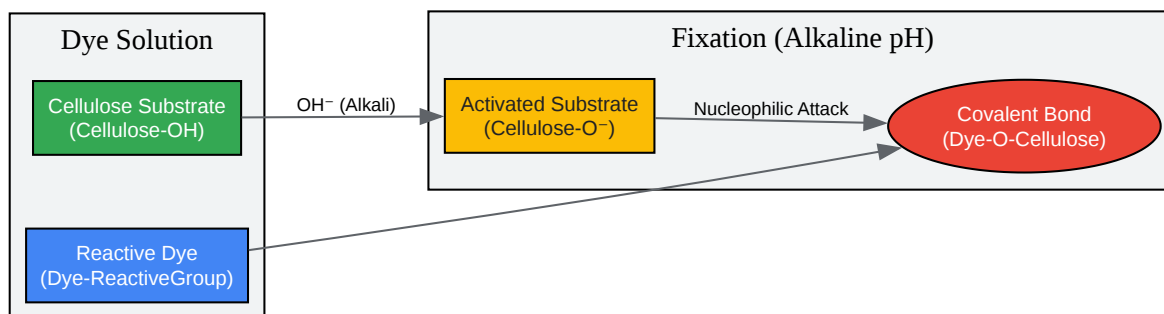 Dye Solution
Cellulose Substrate
(Cellulose-OH)
OH⁻ (Alkali)
Reactive Dye
(Dye-ReactiveGroup)
Fixation (Alkaline pH)
Activated Substrate
(Cellulose-O⁻)
Nucleophilic Attack
Covalent Bond
(Dye-O-Cellulose)